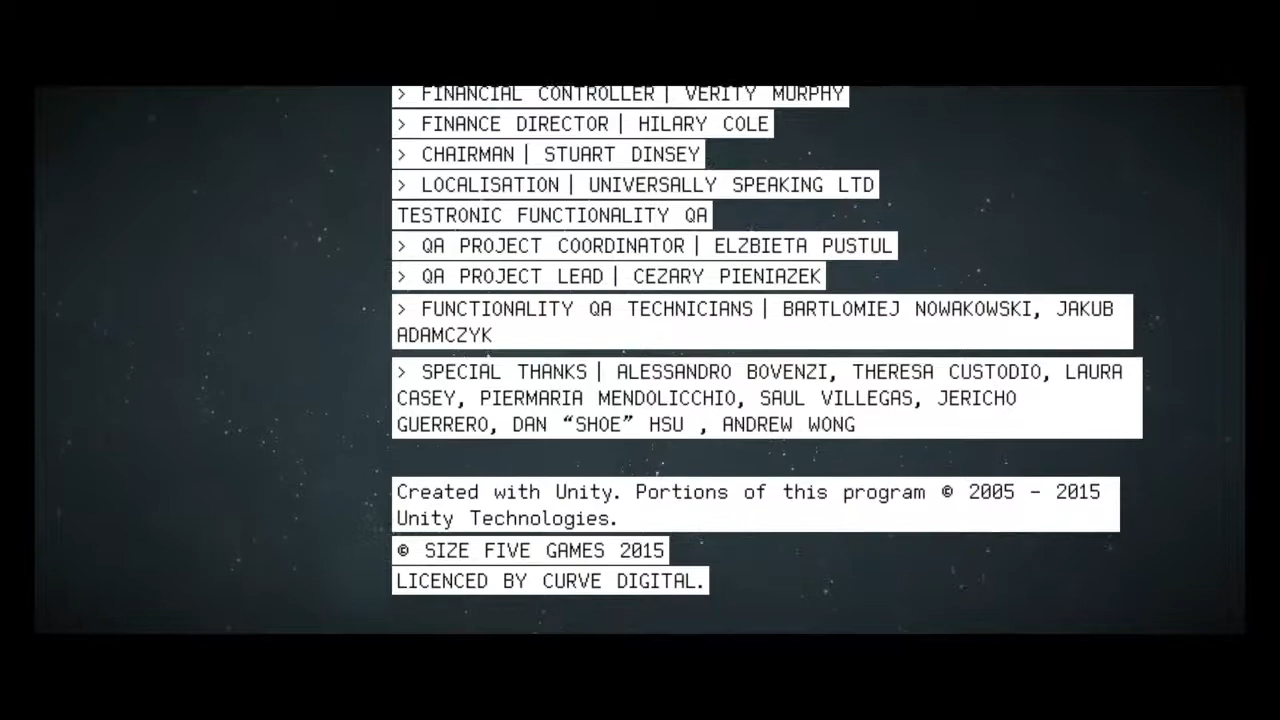 > FINANCIAL CONTROLLER | VERITY MURPHY
> FINANCE DIRECTOR | HILARY COLE
> CHAIRMAN | STUART DINSEY
> LOCALISATION | UNIVERSALLY SPEAKING LTD
TESTRONIC FUNCTIONALITY QA
> QA PROJECT COORDINATOR | ELZBIETA PUSTUL
> QA PROJECT LEAD | CEZARY PIENIAZEK
> FUNCTIONALITY QA TECHNICIANS | BARTLOMIEJ NOWAKOWSKI, JAKUB
ADAMCZYK
> SPECIAL THANKS | ALESSANDRO BOVENZI, THERESA CUSTODIO, LAURA
CASEY, PIERMARIA MENDOLICCHIO, SAUL VILLEGAS, JERICHO
GUERRERO, DAN “SHOE” HSU , ANDREW WONG
Created with Unity. Portions of this program © 2005 - 2015
Unity Technologies.
© SIZE FIVE GAMES 2015
LICENCED BY CURVE DIGITAL.